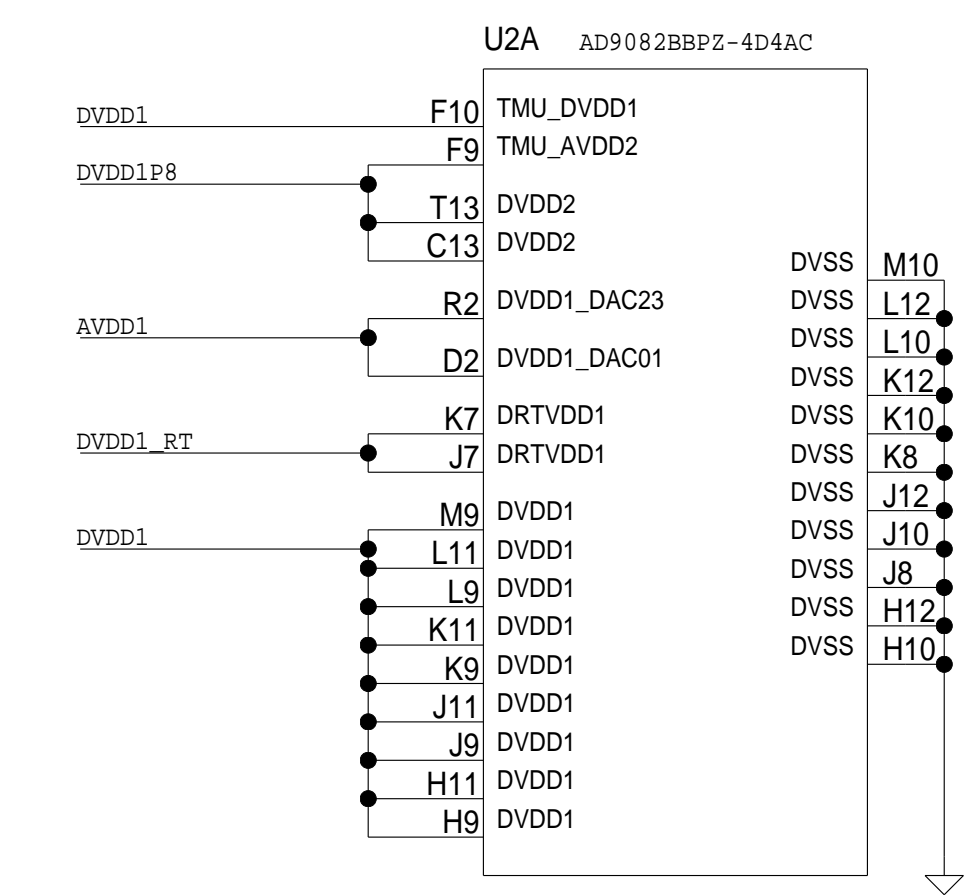 U2A AD9082BBPZ-4D4AC
DVDD1 F10 TMU_DVDD1
F9 TMU_AVDD2
DVDD1P8
T13 DVDD2
C13 DVDD2
DVSS M10
R2 DVDD1_DAC23 DVSS L12
AVDD1
DVSS L10
D2 DVDD1_DAC01
DVSS K12
K7 DRTVDD1 DVSS K10
DVDD1_RT
J7 DRTVDD1 DVSS K8
DVSS J12
M9 DVDD1
DVSS J10
DVDD1
L11 DVDD1
DVSS J8
L9 DVDD1
DVSS H12
K11 DVDD1
DVSS H10
K9 DVDD1
J11 DVDD1
J9 DVDD1
H11 DVDD1
H9 DVDD1